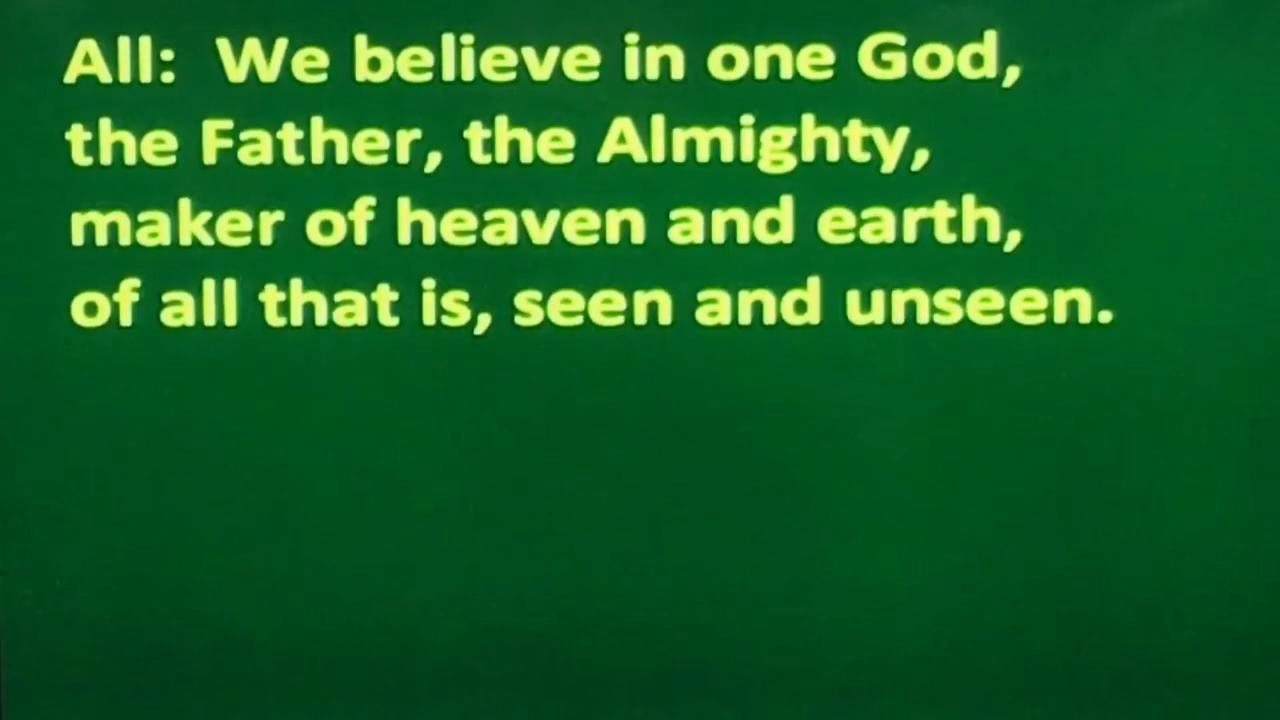 All:  We believe in one God,
the Father, the Almighty,
maker of heaven and earth,
of all that is, seen and unseen.